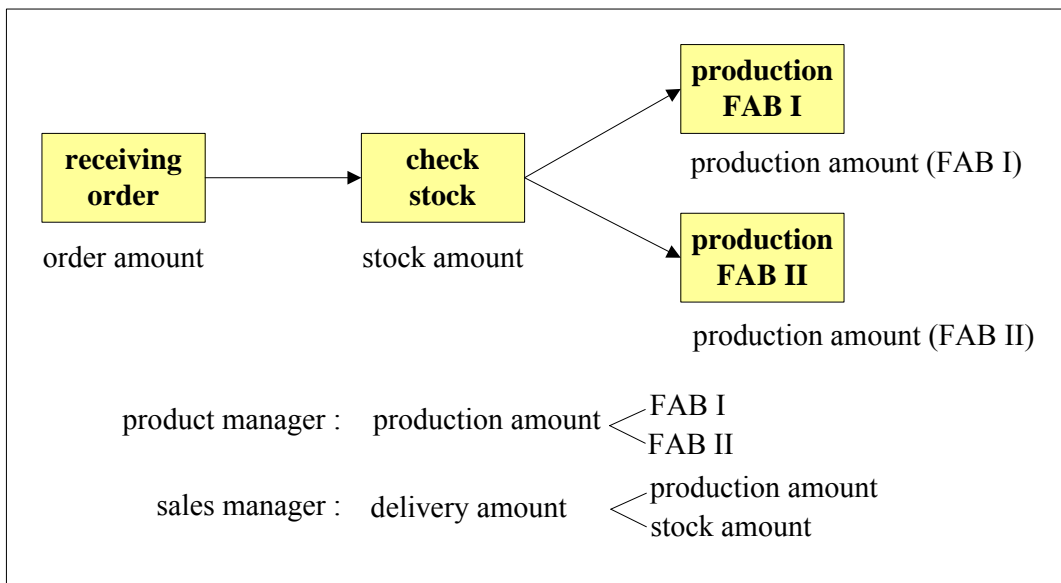 production
FAB I
production amount (FAB I)
receiving
order
order amount
check
stock
stock amount
production
FAB II
production amount (FAB II)
product manager : production amount
FAB I
FAB II
sales manager : delivery amount
production amount
stock amount